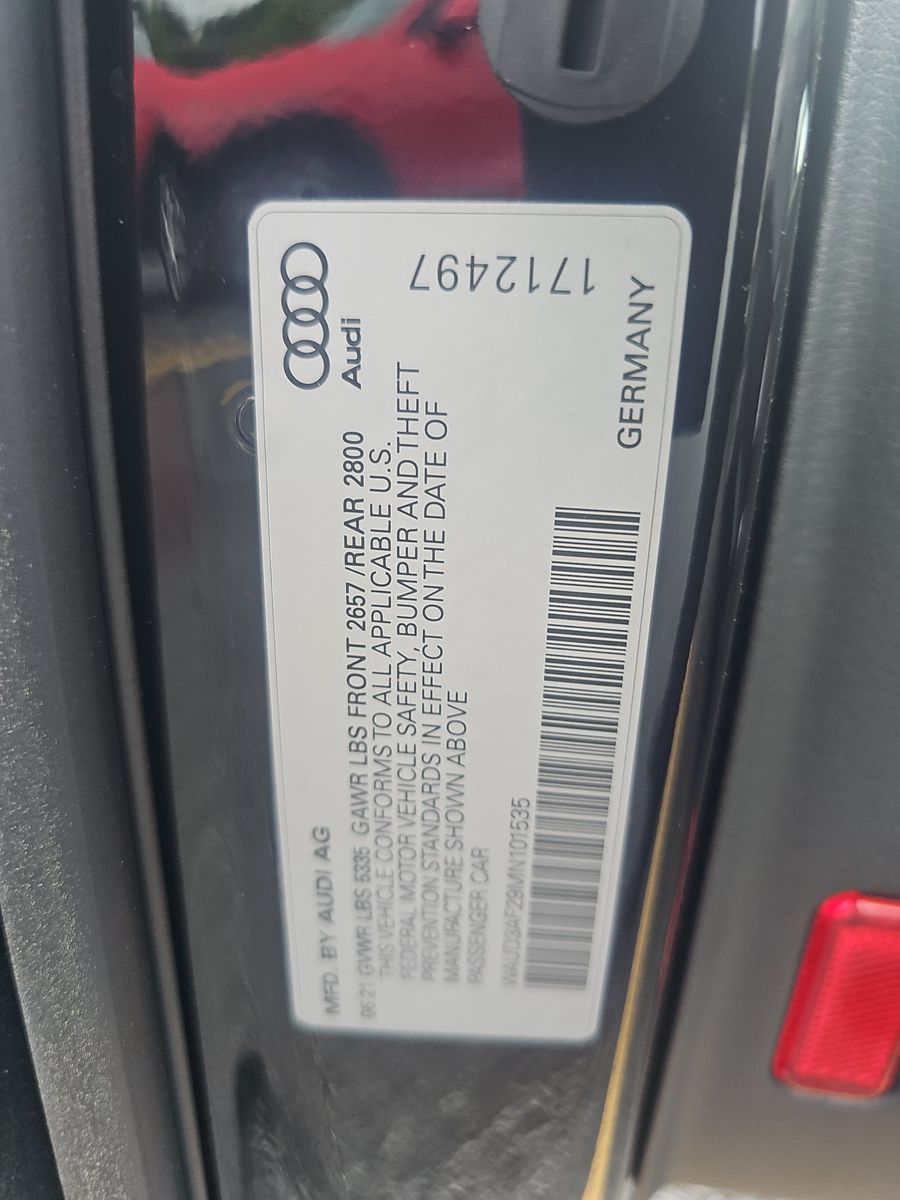 Audi
MFD. BY AUDI AG
06.21 GVWR LBS 5335 GAWR LBS FRONT 2657 /REAR 2800
THIS VEHICLE CONFORMS TO ALL APPLICABLE U.S.
FEDERAL MOTOR VEHICLE SAFETY, BUMPER AND THEFT
PREVENTION STANDARDS IN EFFECT ON THE DATE OF
MANUFACTURE SHOWN ABOVE
PASSENGER CAR
WAUD3AF29MN101535
1712497
GERMANY